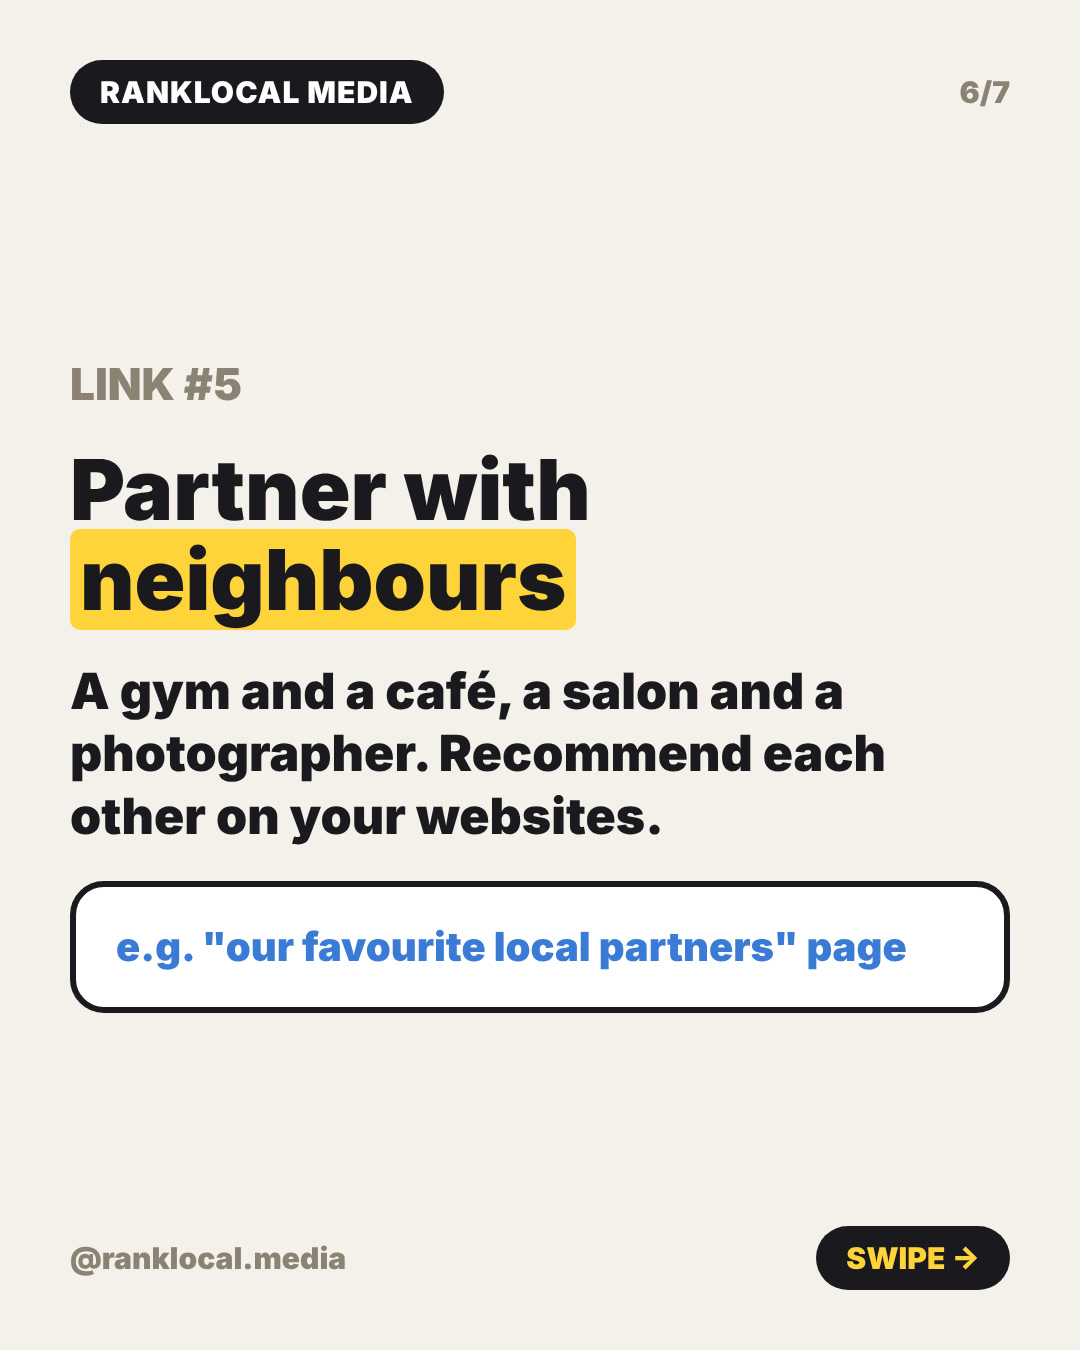 RANKLOCAL MEDIA
6/7
LINK #5
Partner with
neighbours
A gym and a café, a salon and a
photographer. Recommend each
other on your websites.
e.g. "our favourite local partners" page
@ranklocal.media
SWIPE →